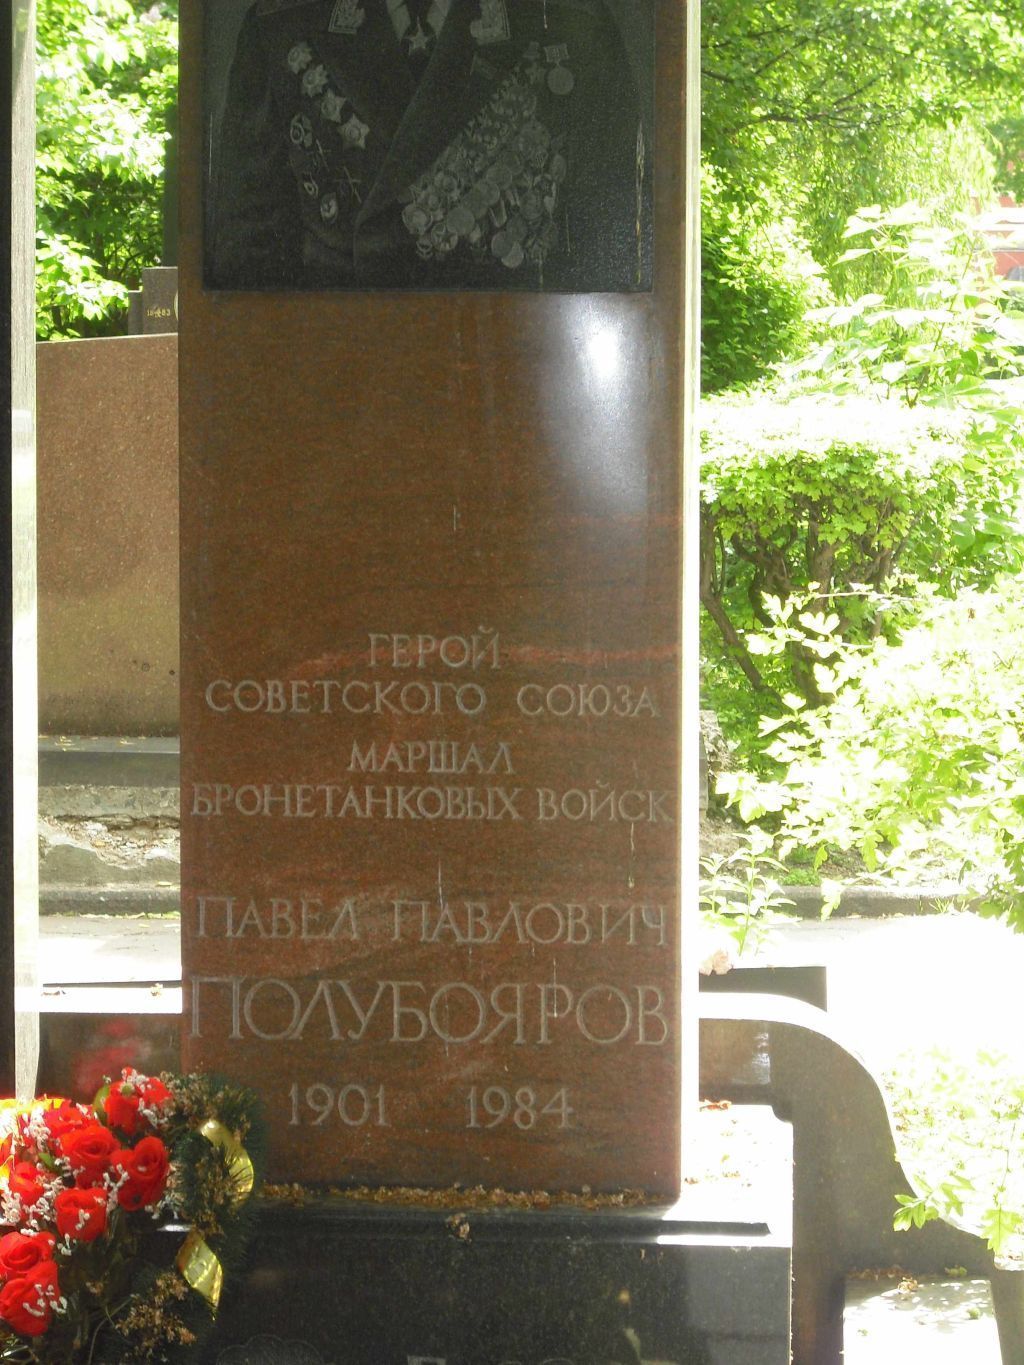 ГЕРОЙ
СОВЕТСКОГО СОЮЗА
МАРШАЛ
БРОНЕТАНКОВЫХ ВОЙСК
ПАВЕЛ ПАВЛОВИЧ
ПОЛУБОЯРОВ
1901 1984